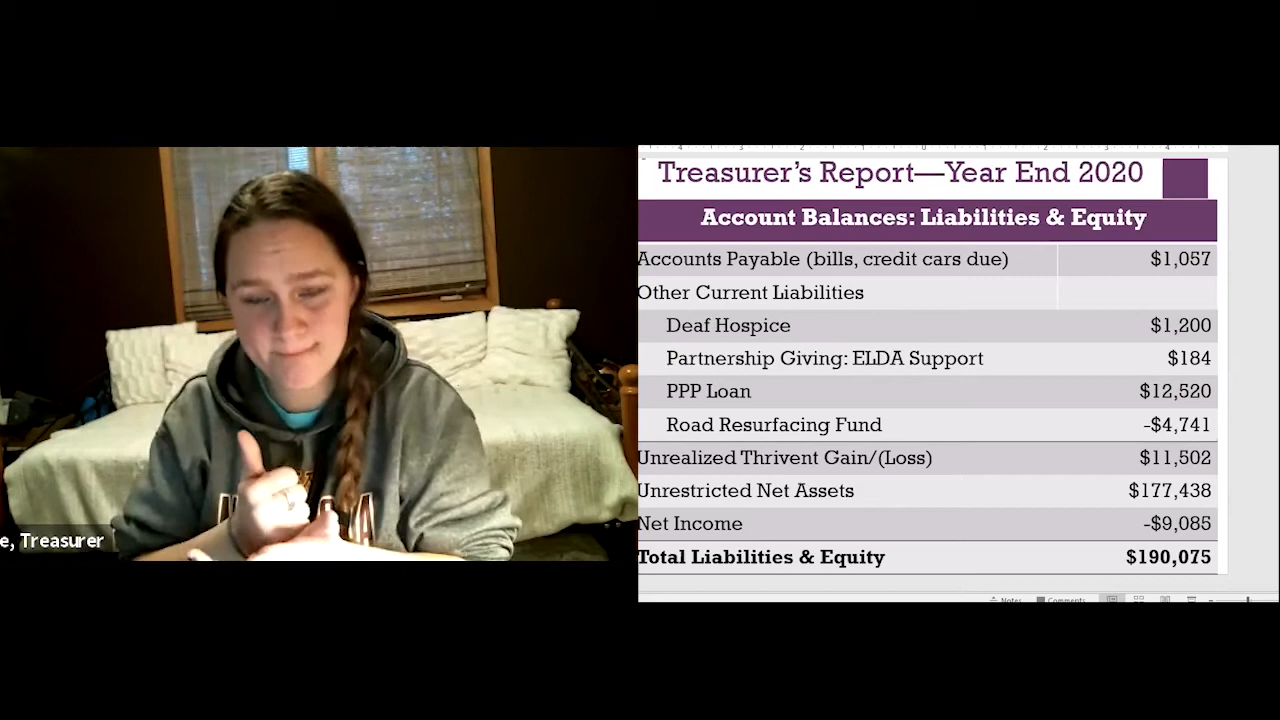 e, Treasurer
Treasurer's Report—Year End 2020
Account Balances: Liabilities & Equity
Accounts Payable (bills, credit cars due) $1,057
Other Current Liabilities
Deaf Hospice $1,200
Partnership Giving: ELDA Support $184
PPP Loan $12,520
Road Resurfacing Fund -$4,741
Unrealized Thrivent Gain/(Loss) $11,502
Unrestricted Net Assets $177,438
Net Income -$9,085
Total Liabilities & Equity $190,075
Notes Comments